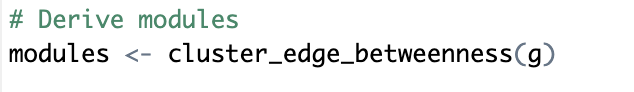 # Derive modules
modules <- cluster_edge_betweenness(g)